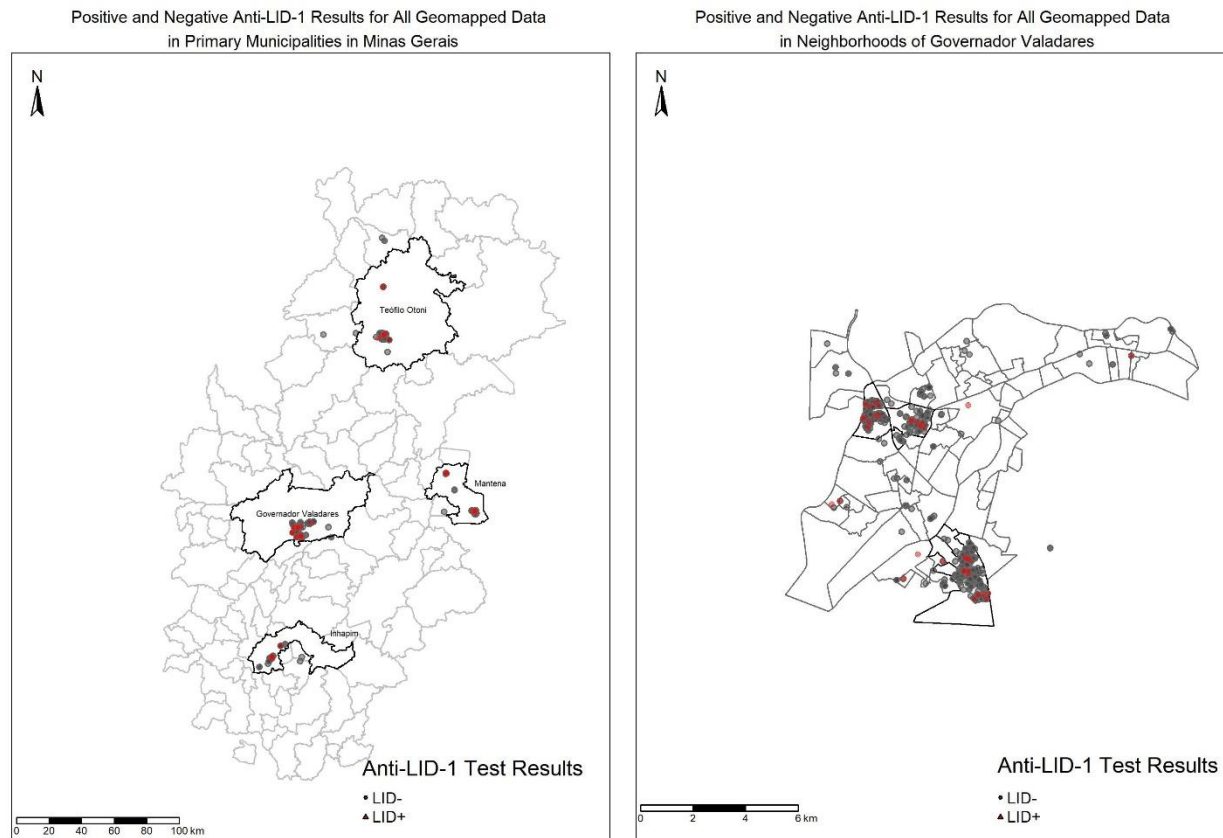 Positive and Negative Anti-LID-1 Results for All Geomapped Data
in Primary Municipalities in Minas Gerais
N
Teófilo Otoni
Mantena
Governador Valadares
Inhapim
Anti-LID-1 Test Results
LID-
LID+
0 20 40 60 80 100 km
Positive and Negative Anti-LID-1 Results for All Geomapped Data
in Neighborhoods of Governador Valadares
N
Anti-LID-1 Test Results
LID-
LID+
0 2 4 6 km